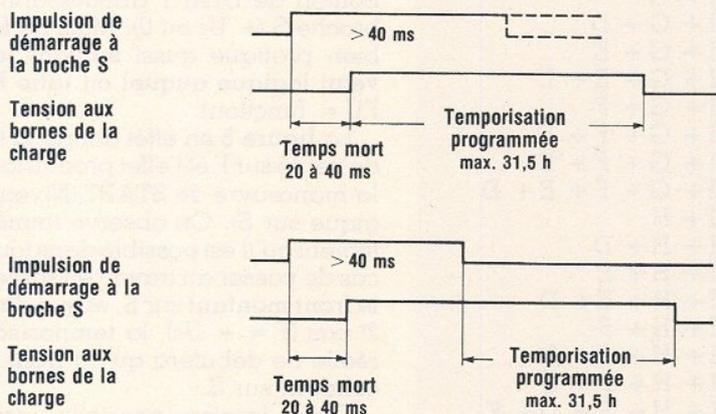 Impulsion de
démarrage à
la broche S
> 40 ms
Tension aux
bornes de la
charge
Temps mort
20 à 40 ms
Temporisation
programmée
max. 31,5 h
Impulsion de
démarrage à la
broche S
> 40 ms
Tension aux
bornes de la
charge
Temps mort
20 à 40 ms
Temporisation
programmée
max. 31,5 h